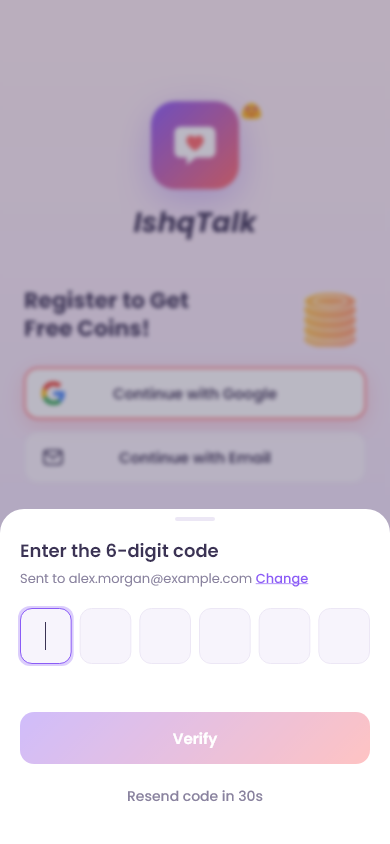 IshqTalk
Register to Get
Free Coins!
Continue with Google
Continue with Email
Enter the 6-digit code
Sent to alex.morgan@example.com Change
Verify
Resend code in 30s